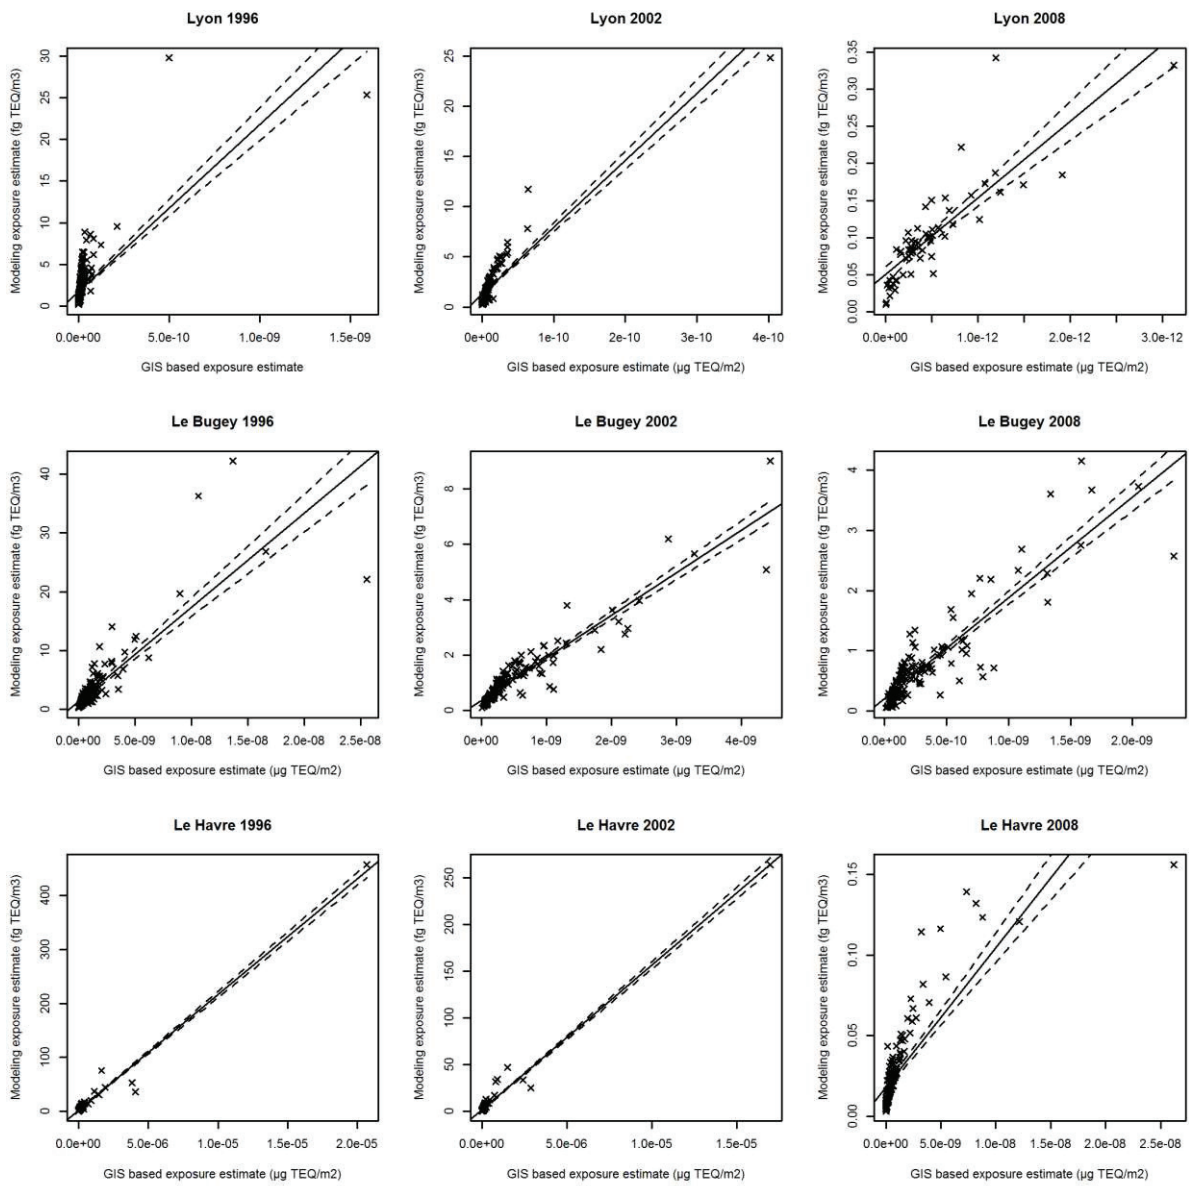 Lyon 1996
Modeling exposure estimate (fg TEQ/m3)
30
25
20
15
10
5
0
0.0e+00 5.0e-10 1.0e-09 1.5e-09
GIS based exposure estimate
Lyon 2002
Modeling exposure estimate (fg TEQ/m3)
25
20
15
10
5
0
0e+00 1e-10 2e-10 3e-10 4e-10
GIS based exposure estimate (µg TEQ/m2)
Lyon 2008
Modeling exposure estimate (fg TEQ/m3)
0.35
0.30
0.25
0.20
0.15
0.10
0.05
0.00
0.0e+00 1.0e-12 2.0e-12 3.0e-12
GIS based exposure estimate (µg TEQ/m2)
Le Bugey 1996
Modeling exposure estimate (fg TEQ/m3)
40
30
20
10
0
0.0e+00 5.0e-09 1.0e-08 1.5e-08 2.0e-08 2.5e-08
GIS based exposure estimate (µg TEQ/m2)
Le Bugey 2002
Modeling exposure estimate (fg TEQ/m3)
8
6
4
2
0
0e+00 1e-09 2e-09 3e-09 4e-09
GIS based exposure estimate (µg TEQ/m2)
Le Bugey 2008
Modeling exposure estimate (fg TEQ/m3)
4
3
2
1
0
0.0e+00 5.0e-10 1.0e-09 1.5e-09 2.0e-09
GIS based exposure estimate (µg TEQ/m2)
Le Havre 1996
Modeling exposure estimate (fg TEQ/m3)
400
300
200
100
0
0.0e+00 5.0e-06 1.0e-05 1.5e-05 2.0e-05
GIS based exposure estimate (µg TEQ/m2)
Le Havre 2002
Modeling exposure estimate (fg TEQ/m3)
250
200
150
100
50
0
0.0e+00 5.0e-06 1.0e-05 1.5e-05
GIS based exposure estimate (µg TEQ/m2)
Le Havre 2008
Modeling exposure estimate (fg TEQ/m3)
0.15
0.10
0.05
0.00
0.0e+00 5.0e-09 1.0e-08 1.5e-08 2.0e-08 2.5e-08
GIS based exposure estimate (µg TEQ/m2)